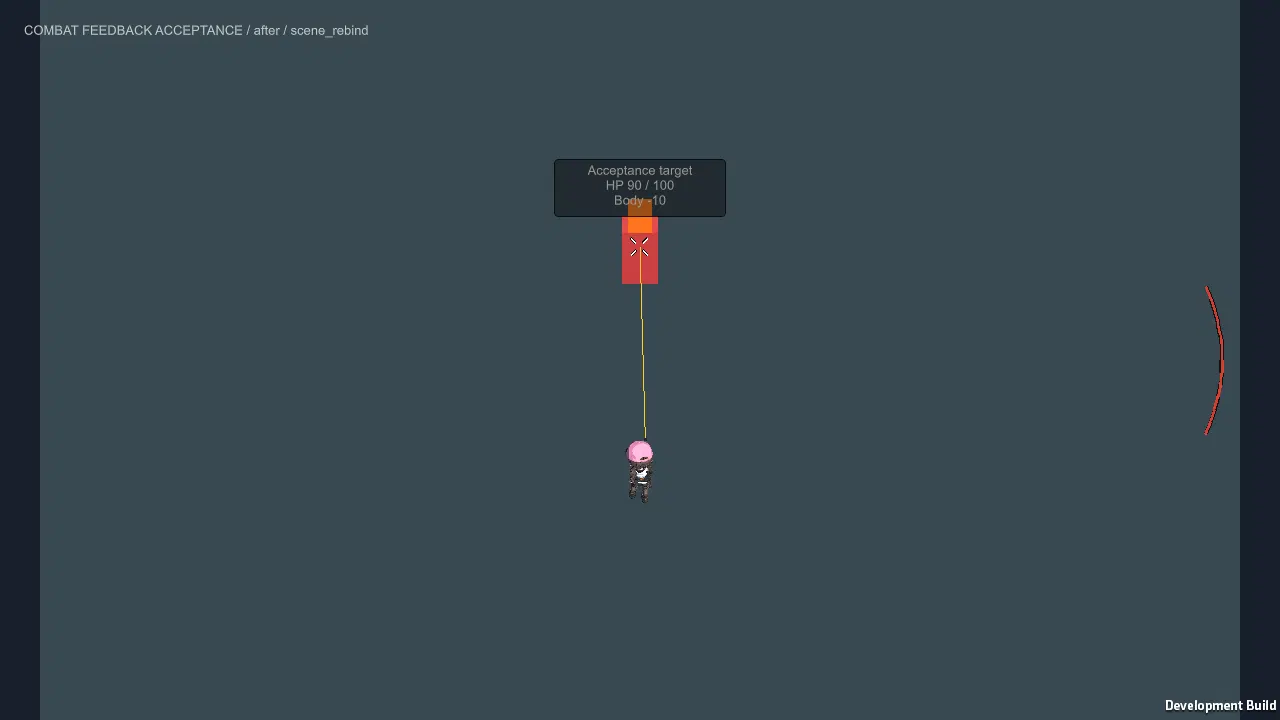 COMBAT FEEDBACK ACCEPTANCE / after / scene_rebind
Acceptance target
HP 90 / 100
Body -10
Development Build